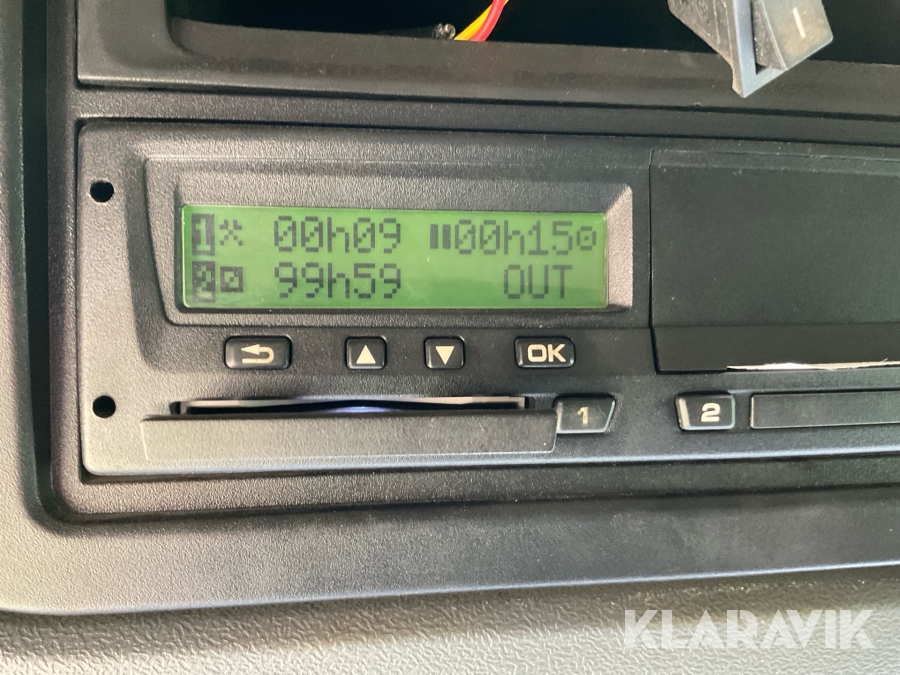 1 00h09 00h15
2 99h59 OUT
OK
1 2
KLARAVIK